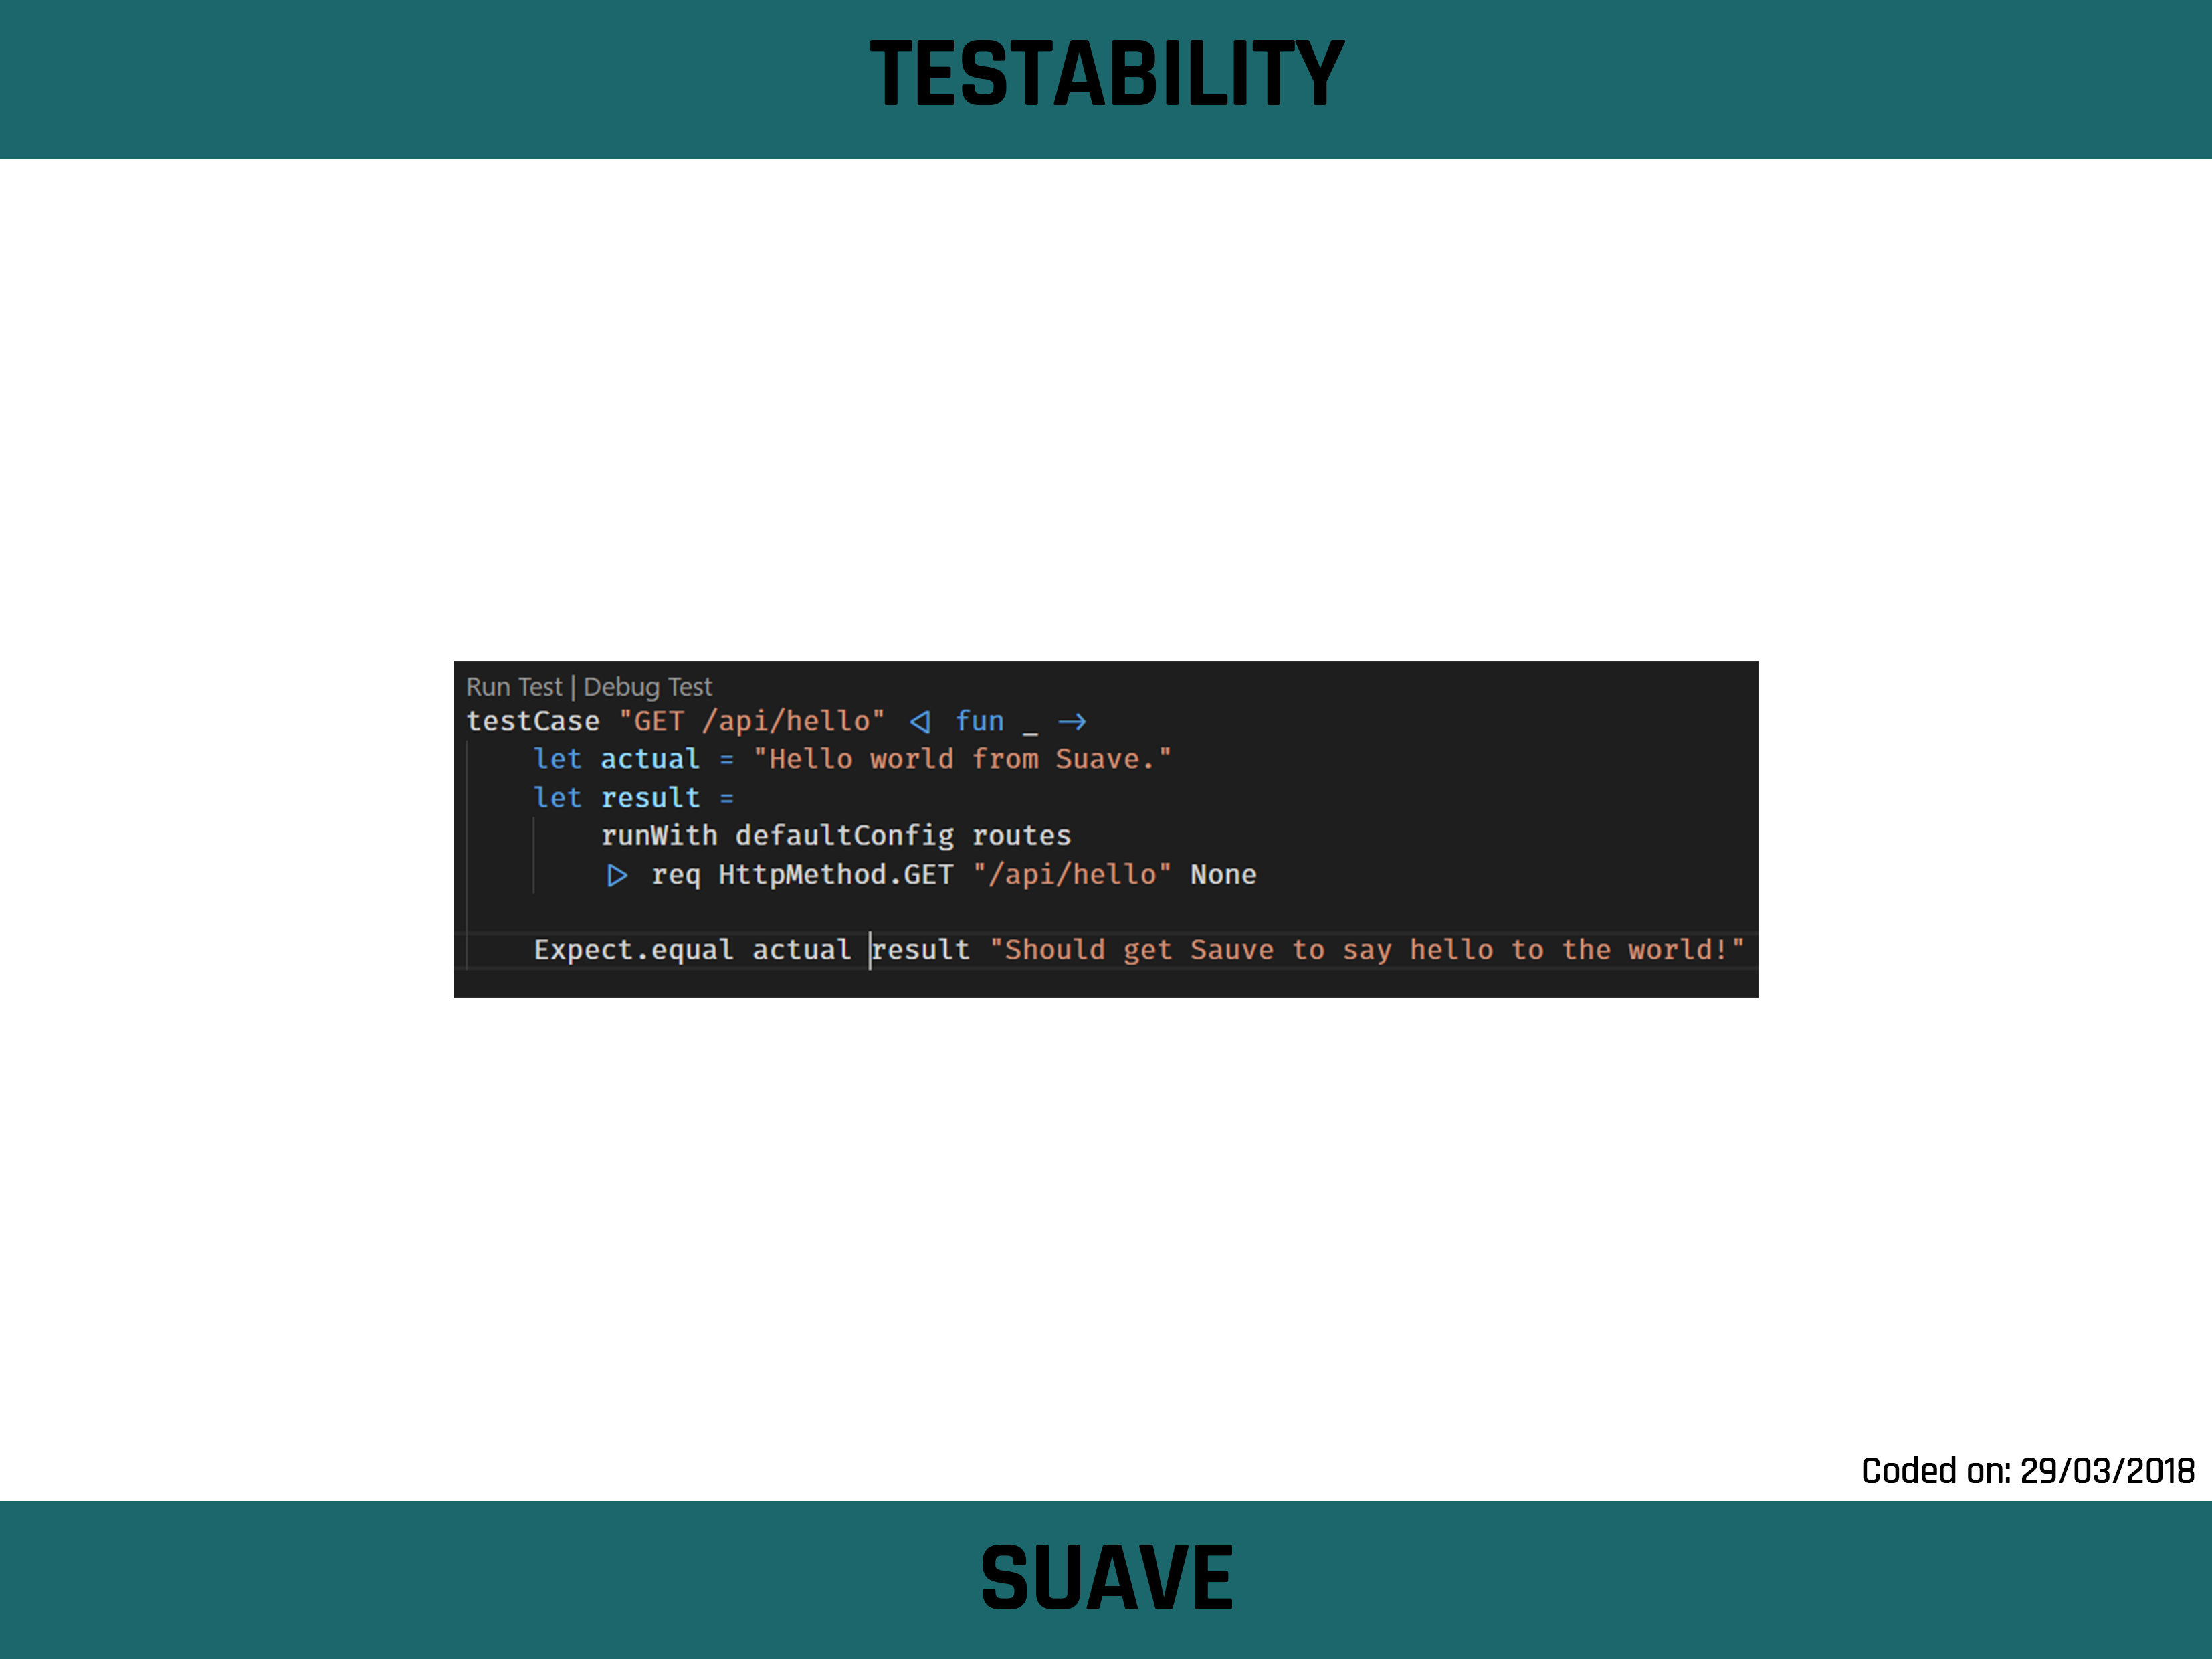 TESTABILITY
Run Test | Debug Test
testCase "GET /api/hello" <| fun _ ->
let actual = "Hello world from Suave."
let result =
runWith defaultConfig routes
|> req HttpMethod.GET "/api/hello" None
Expect.equal actual result "Should get Sauve to say hello to the world!"
Coded on: 29/03/2018
SUAVE